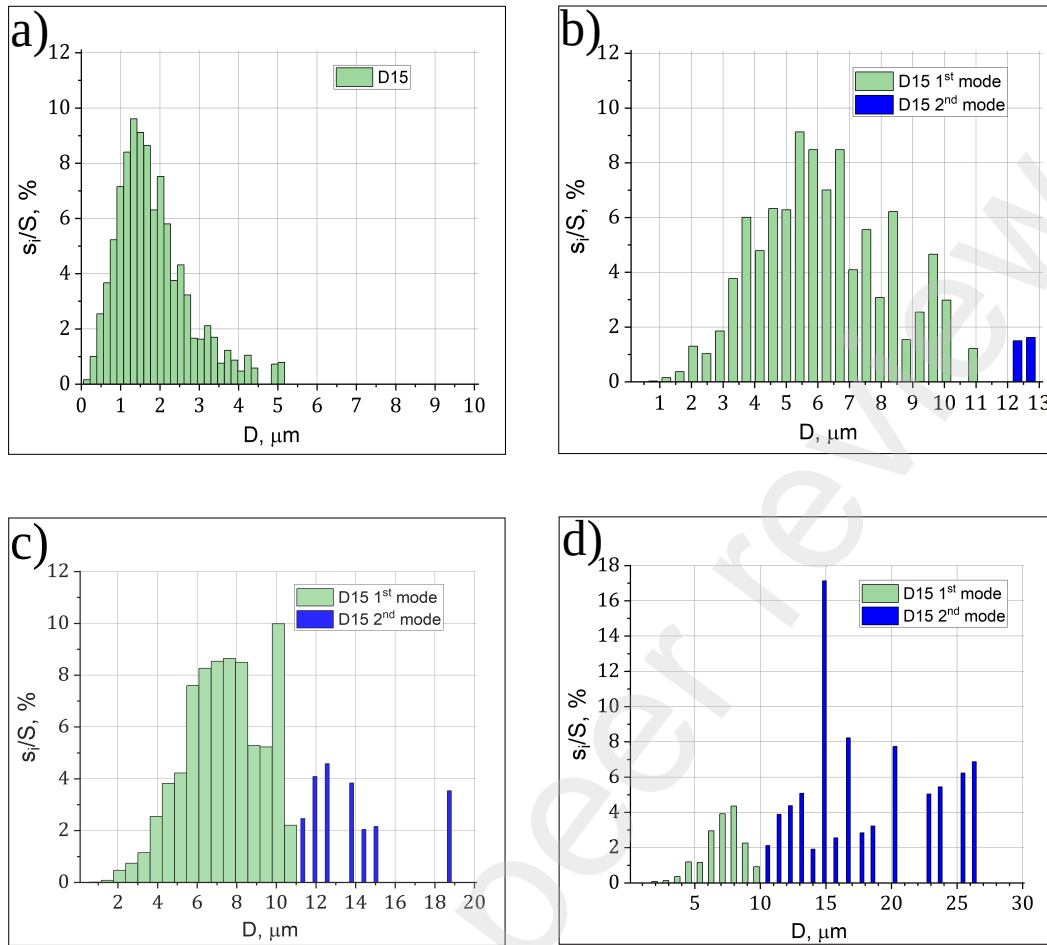 a)
12
10
8
6
4
2
0
sᵢ/S, %
D15
0 1 2 3 4 5 6 7 8 9 10
D, μm
b)
12
10
8
6
4
2
0
sᵢ/S, %
D15 1ˢᵗ mode
D15 2ⁿᵈ mode
1 2 3 4 5 6 7 8 9 10 11 12 13
D, μm
c)
12
10
8
6
4
2
0
sᵢ/S, %
D15 1ˢᵗ mode
D15 2ⁿᵈ mode
2 4 6 8 10 12 14 16 18 20
D, μm
d)
18
16
14
12
10
8
6
4
2
0
sᵢ/S, %
D15 1ˢᵗ mode
D15 2ⁿᵈ mode
5 10 15 20 25 30
D, μm
peer review